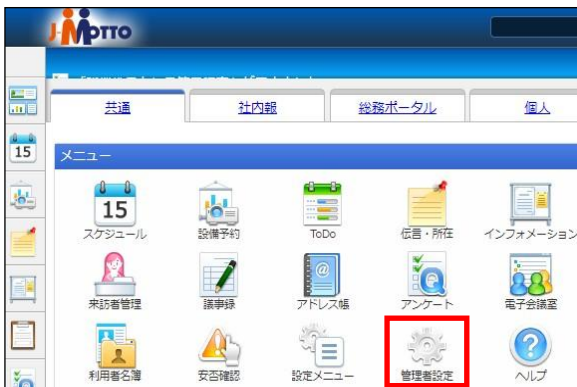 J-MOTTO
共通
社内報
総務ポータル
個人
メニュー
15
15
スケジュール
設備予約
ToDo
伝言・所在
インフォメーション
来訪者管理
議事録
アドレス帳
アンケート
電子会議室
利用者名簿
安否確認
設定メニュー
管理者設定
ヘルプ